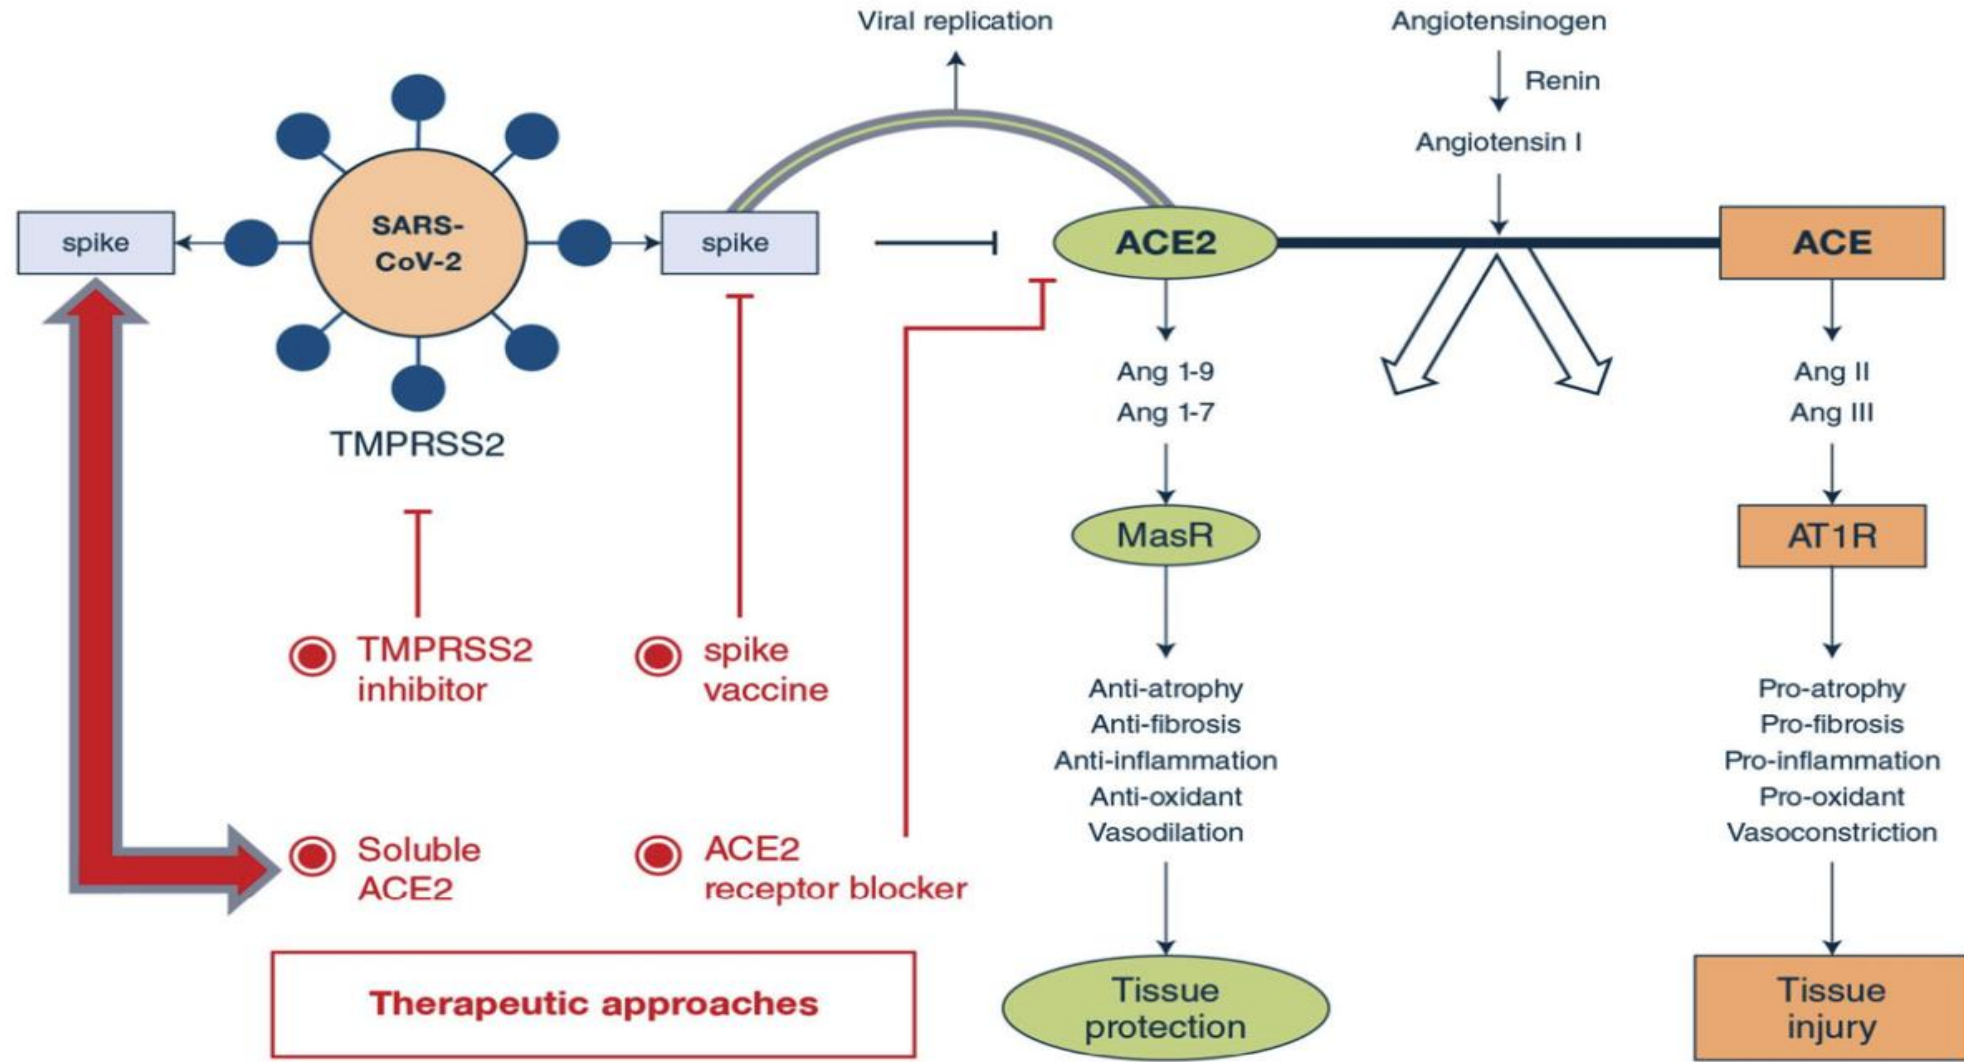 Viral replication
Angiotensinogen
Renin
Angiotensin I
spike
SARS-
CoV-2
spike
ACE2
ACE
TMPRSS2
Ang 1-9
Ang 1-7
Ang II
Ang III
MasR
AT1R
TMPRSS2
inhibitor
spike
vaccine
Soluble
ACE2
ACE2
receptor blocker
Anti-atrophy
Anti-fibrosis
Anti-inflammation
Anti-oxidant
Vasodilation
Pro-atrophy
Pro-fibrosis
Pro-inflammation
Pro-oxidant
Vasoconstriction
Therapeutic approaches
Tissue
protection
Tissue
injury